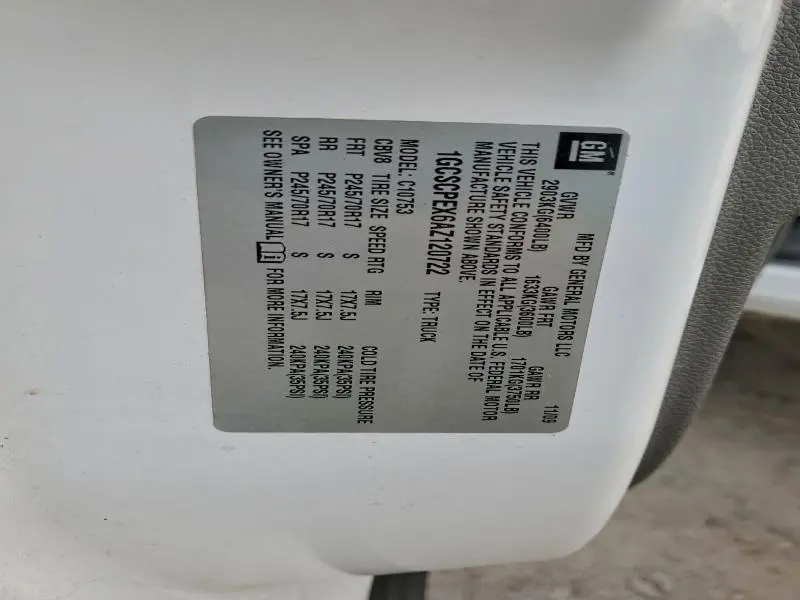 GM®
MFD BY GENERAL MOTORS LLC 11/09
GVWR GAWR FRT GAWR RR
2903KG(6400LB) 1633KG(3600LB) 1701KG(3750LB)
THIS VEHICLE CONFORMS TO ALL APPLICABLE U.S. FEDERAL MOTOR
VEHICLE SAFETY STANDARDS IN EFFECT ON THE DATE OF
MANUFACTURE SHOWN ABOVE.
1GCSCPEX6AZ120722 TYPE: TRUCK
MODEL: C10753
CBU8 TIRE SIZE SPEED RTG RIM COLD TIRE PRESSURE
FRT P245/70R17 S 17X7.5J 240KPA(35PSI)
RR P245/70R17 S 17X7.5J 240KPA(35PSI)
SPA P245/70R17 S 17X7.5J 240KPA(35PSI)
SEE OWNER'S MANUAL FOR MORE INFORMATION.